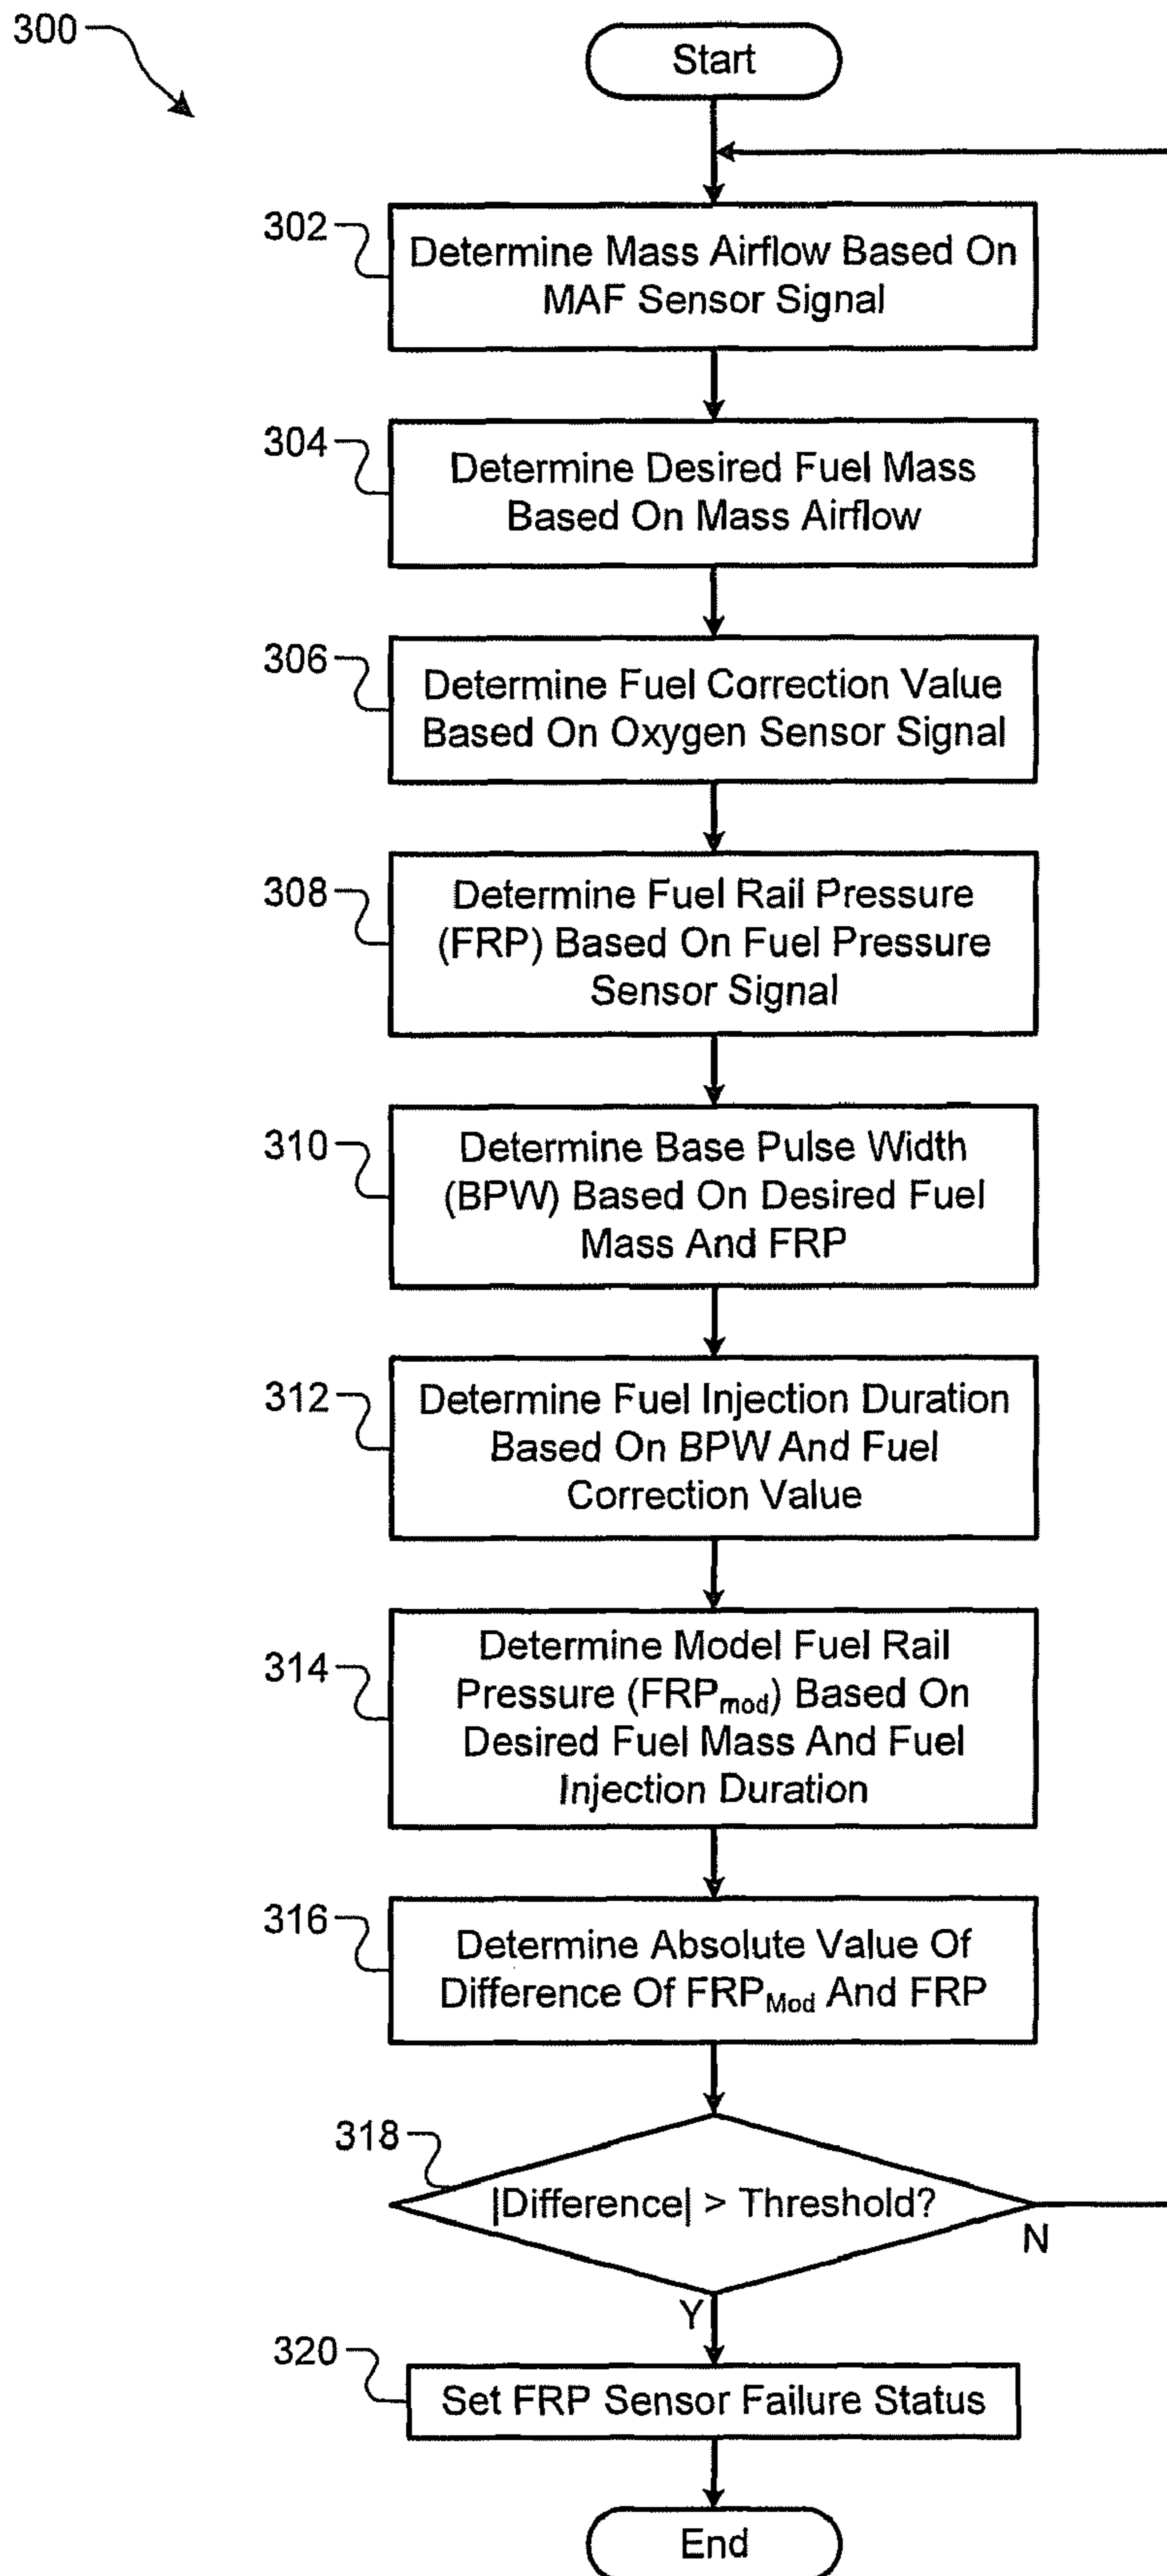 300
Start
302
Determine Mass Airflow Based On
MAF Sensor Signal
304
Determine Desired Fuel Mass
Based On Mass Airflow
306
Determine Fuel Correction Value
Based On Oxygen Sensor Signal
308
Determine Fuel Rail Pressure
(FRP) Based On Fuel Pressure
Sensor Signal
310
Determine Base Pulse Width
(BPW) Based On Desired Fuel
Mass And FRP
312
Determine Fuel Injection Duration
Based On BPW And Fuel
Correction Value
314
Determine Model Fuel Rail
Pressure (FRPmod) Based On
Desired Fuel Mass And Fuel
Injection Duration
316
Determine Absolute Value Of
Difference Of FRPMod And FRP
318
|Difference| > Threshold?
N
Y
320
Set FRP Sensor Failure Status
End